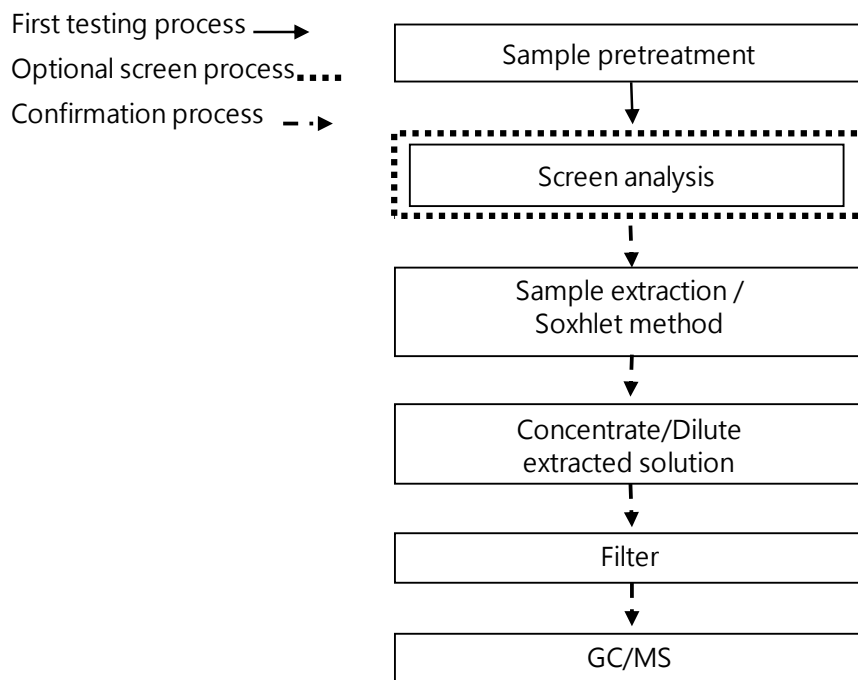 First testing process
Optional screen process
Confirmation process
Sample pretreatment
Screen analysis
Sample extraction /
Soxhlet method
Concentrate/Dilute
extracted solution
Filter
GC/MS